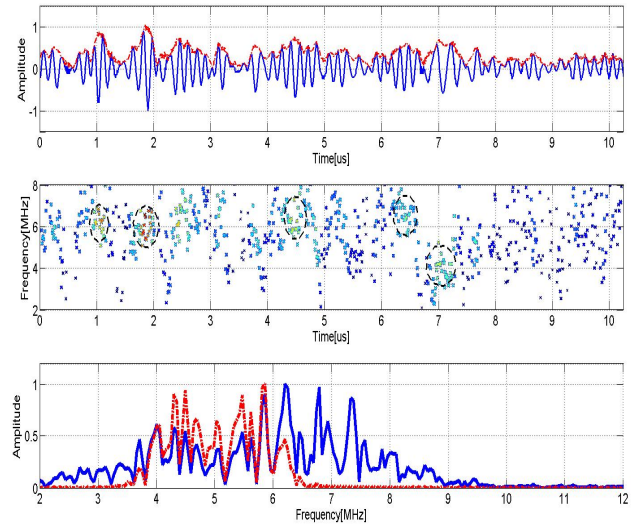 1
0
-1
Amplitude
0 1 2 3 4 5 6 7 8 9 10
Time[us]
8
6
4
2
Frequency[MHz]
0 1 2 3 4 5 6 7 8 9 10
Time[us]
1
0.5
0
Amplitude
2 3 4 5 6 7 8 9 10 11 12
Frequency[MHz]